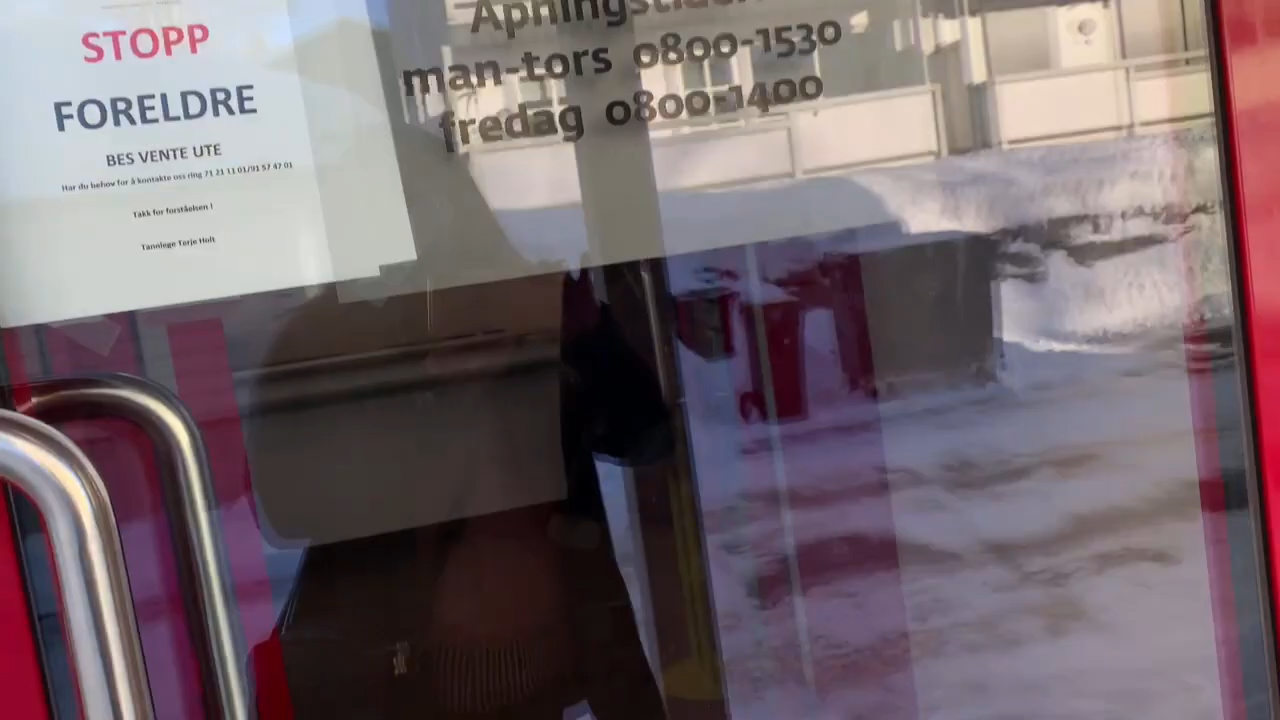 STOPP
FORELDRE
BES VENTE UTE
Har du behov for å kontakte oss ring 71 21 11 01/91 57 47 01
Takk for forståelsen !
Tannlege Terje Holt
Åpningstider
man-tors 0800-1530
fredag 0800-1400